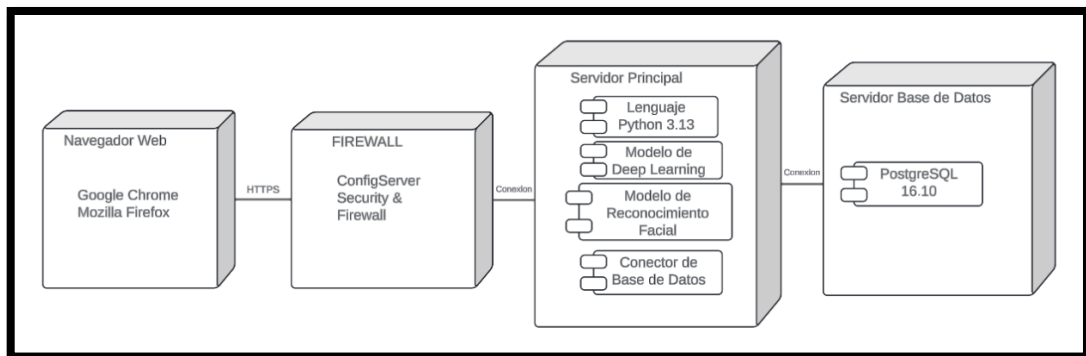 Navegador Web
Google Chrome
Mozilla Firefox
HTTPS
FIREWALL
ConfigServer
Security &
Firewall
Conexion
Servidor Principal
Lenguaje
Python 3.13
Modelo de
Deep Learning
Modelo de
Reconocimiento
Facial
Conector de
Base de Datos
Conexion
Servidor Base de Datos
PostgreSQL
16.10